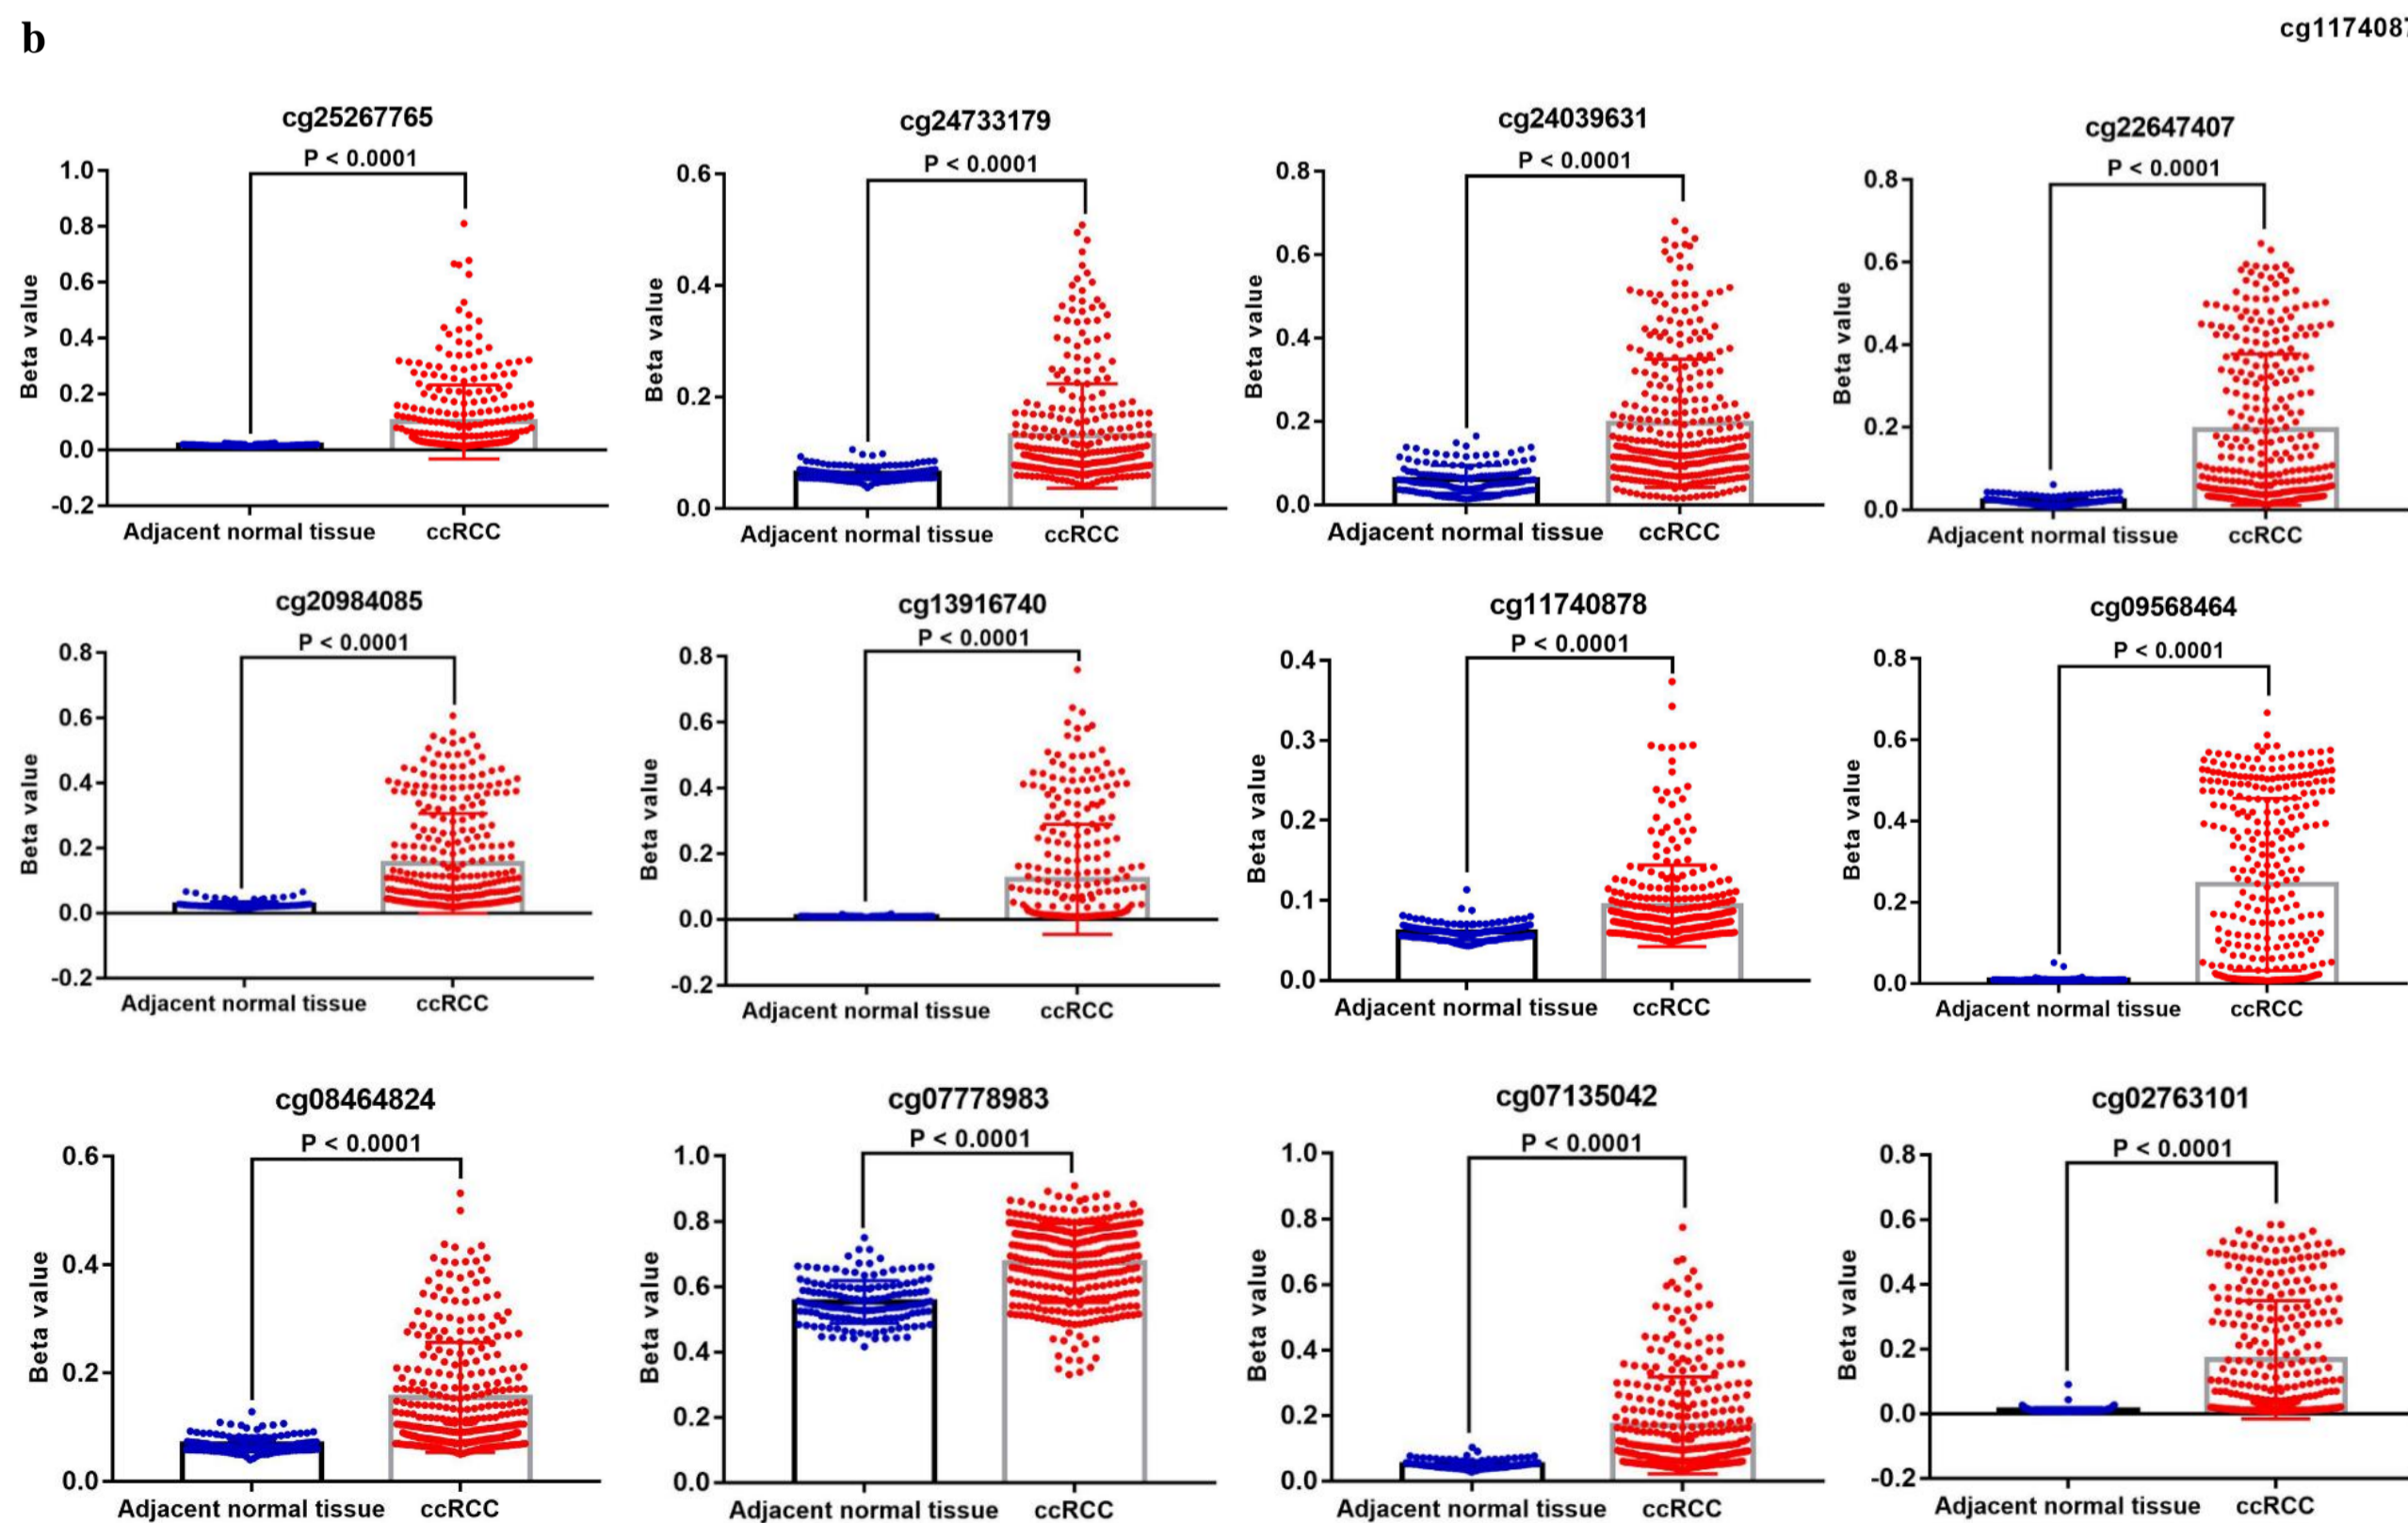 b
cg1174087
cg25267765
P < 0.0001
Beta value
1.0
0.8
0.6
0.4
0.2
0.0
-0.2
Adjacent normal tissue ccRCC
cg24733179
P < 0.0001
Beta value
0.6
0.4
0.2
0.0
Adjacent normal tissue ccRCC
cg24039631
P < 0.0001
Beta value
0.8
0.6
0.4
0.2
0.0
Adjacent normal tissue ccRCC
cg22647407
P < 0.0001
Beta value
0.8
0.6
0.4
0.2
0.0
Adjacent normal tissue ccRCC
cg20984085
P < 0.0001
Beta value
0.8
0.6
0.4
0.2
0.0
-0.2
Adjacent normal tissue ccRCC
cg13916740
P < 0.0001
Beta value
0.8
0.6
0.4
0.2
0.0
-0.2
Adjacent normal tissue ccRCC
cg11740878
P < 0.0001
Beta value
0.4
0.3
0.2
0.1
0.0
Adjacent normal tissue ccRCC
cg09568464
P < 0.0001
Beta value
0.8
0.6
0.4
0.2
0.0
Adjacent normal tissue ccRCC
cg08464824
P < 0.0001
Beta value
0.6
0.4
0.2
0.0
Adjacent normal tissue ccRCC
cg07778983
P < 0.0001
Beta value
1.0
0.8
0.6
0.4
0.2
0.0
Adjacent normal tissue ccRCC
cg07135042
P < 0.0001
Beta value
1.0
0.8
0.6
0.4
0.2
0.0
Adjacent normal tissue ccRCC
cg02763101
P < 0.0001
Beta value
0.8
0.6
0.4
0.2
0.0
-0.2
Adjacent normal tissue ccRCC